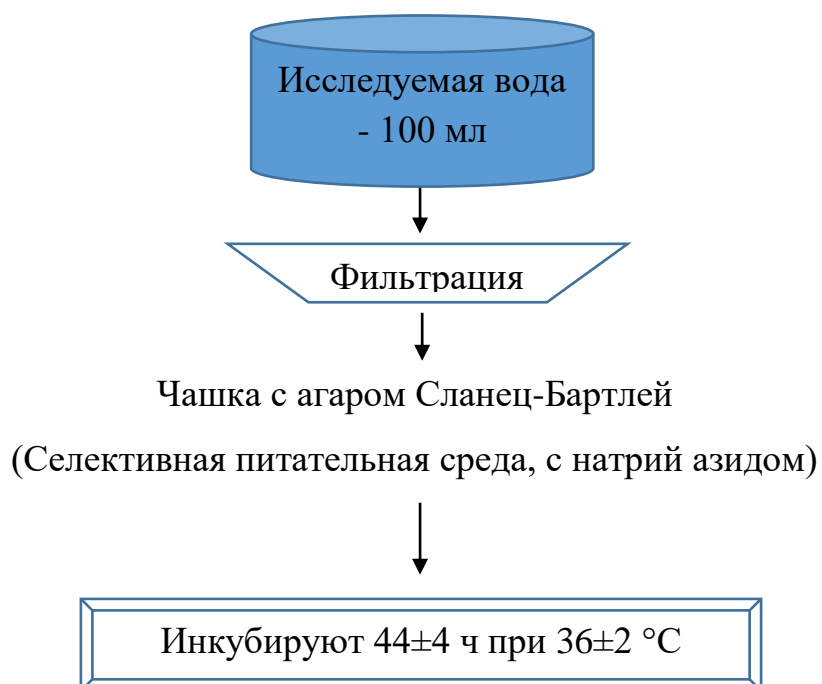 Исследуемая вода
- 100 мл
Фильтрация
Чашка с агаром Сланец-Бартлей
(Селективная питательная среда, с натрий азидом)
Инкубируют 44±4 ч при 36±2 °C